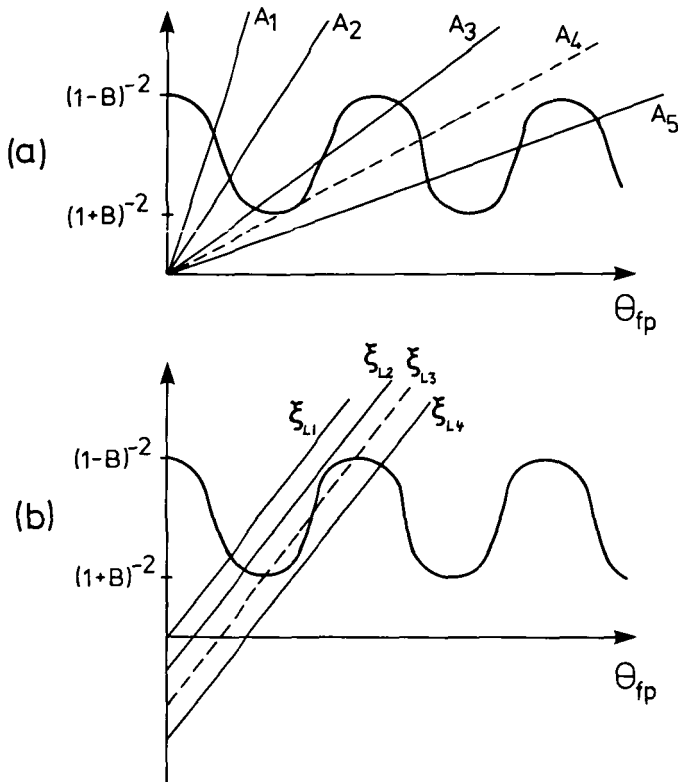 A₁ A₂ A₃ A₄ A₅
(1-B)⁻²
(a)
(1+B)⁻²
θfp
ξL1 ξL2 ξL3 ξL4
(1-B)⁻²
(b)
(1+B)⁻²
θfp